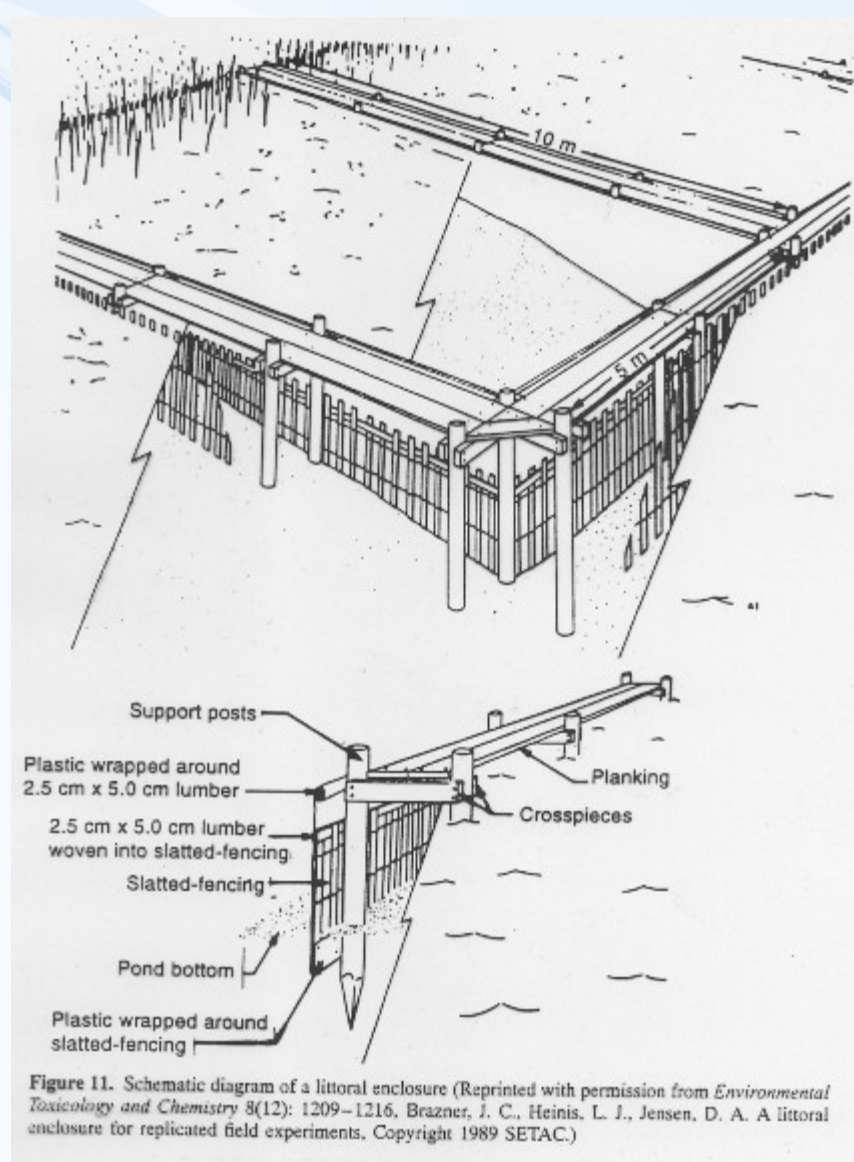 10 m
5 m
Support posts
Plastic wrapped around
2.5 cm x 5.0 cm lumber
Planking
Crosspieces
2.5 cm x 5.0 cm lumber
woven into slatted-fencing
Slatted-fencing
Pond bottom
Plastic wrapped around
slatted-fencing
Figure 11. Schematic diagram of a littoral enclosure (Reprinted with permission from Environmental
Toxicology and Chemistry 8(12): 1209–1216, Brazner, J. C., Heinis, L. J., Jensen, D. A. A littoral
enclosure for replicated field experiments, Copyright 1989 SETAC.)